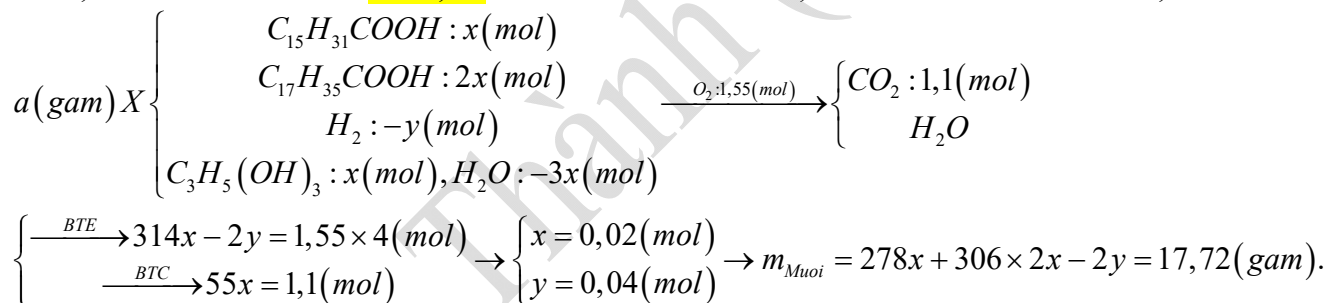 a(gam) X { C₁₅H₃₁COOH : x(mol)
C₁₇H₃₅COOH : 2x(mol)
H₂ : −y(mol)
C₃H₅(OH)₃ : x(mol), H₂O : −3x(mol)
O₂:1,55(mol) → { CO₂ : 1,1(mol)
H₂O
{ BTE → 314x − 2y = 1,55 × 4(mol)
BTC → 55x = 1,1(mol)
→ { x = 0,02(mol)
y = 0,04(mol)
→ m_Muoi = 278x + 306 × 2x − 2y = 17,72(gam).
Thành (